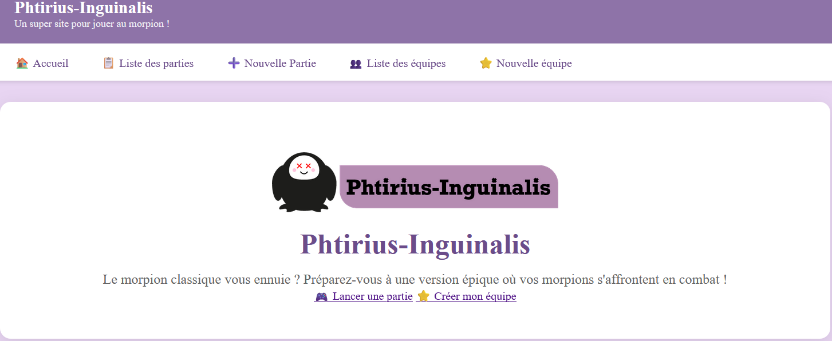 Phtirius-Inguinalis
Un super site pour jouer au morpion !
Accueil
Liste des parties
Nouvelle Partie
Liste des équipes
Nouvelle équipe
Phtirius-Inguinalis
Phtirius-Inguinalis
Le morpion classique vous ennuie ? Préparez-vous à une version épique où vos morpions s'affrontent en combat !
Lancer une partie Créer mon équipe